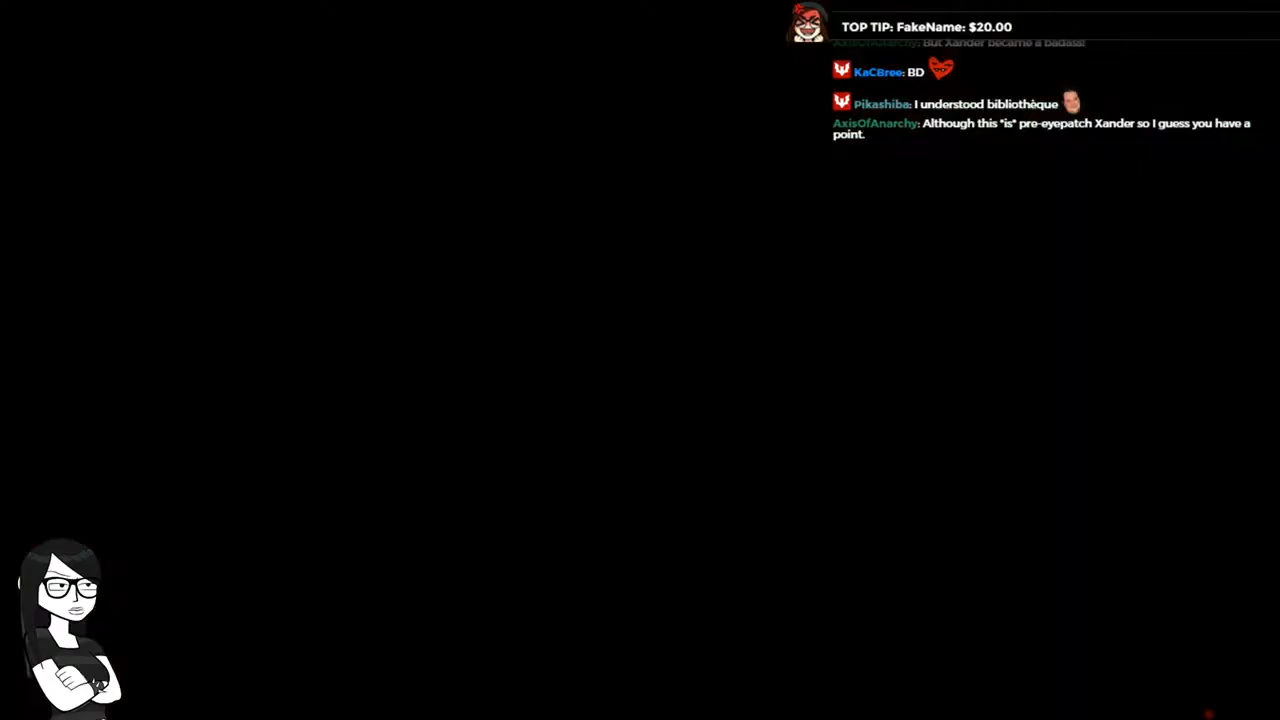 TOP TIP: FakeName: $20.00
AxisOfAnarchy: But Xander became a badass!
KaCBree: BD
Pikashiba: I understood bibliothèque
AxisOfAnarchy: Although this *is* pre-eyepatch Xander so I guess you have a
point.